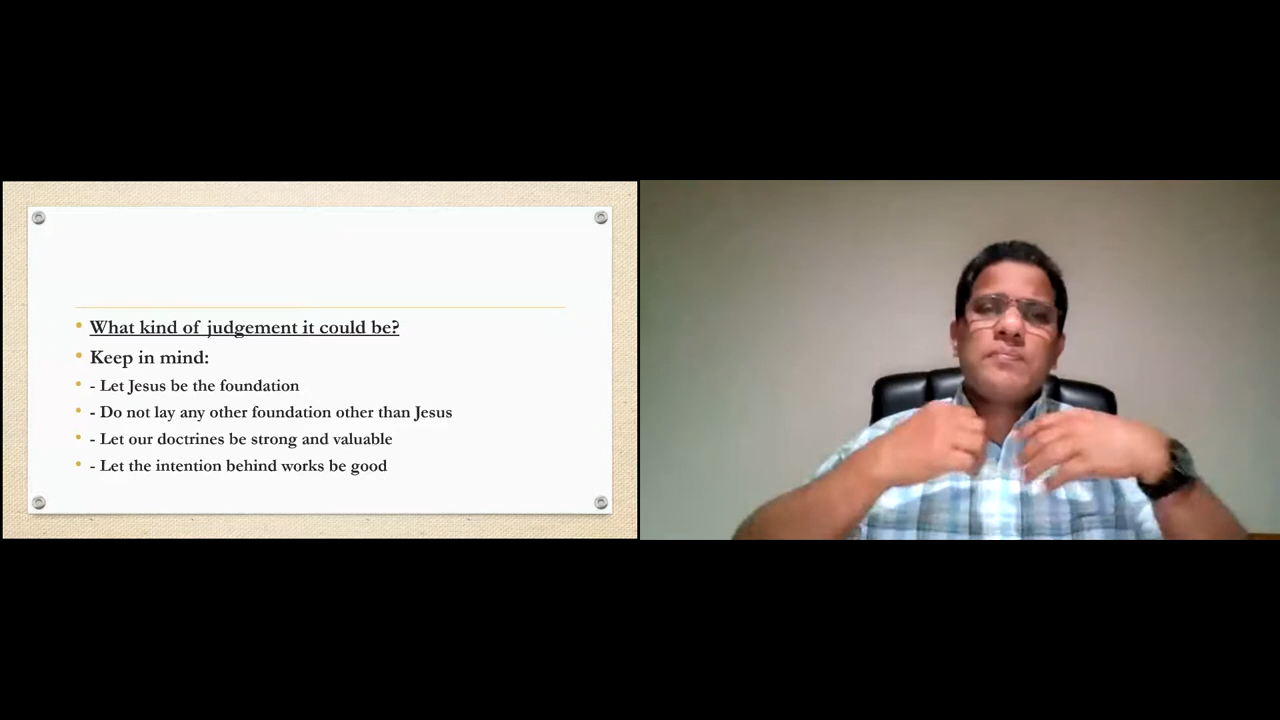 What kind of judgement it could be?
Keep in mind:
- Let Jesus be the foundation
- Do not lay any other foundation other than Jesus
- Let our doctrines be strong and valuable
- Let the intention behind works be good